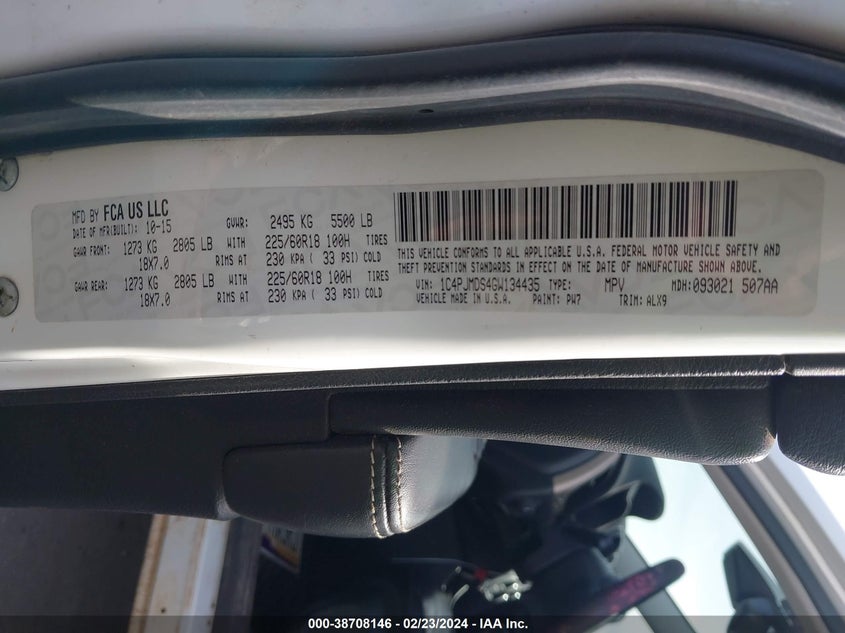 MFD BY FCA US LLC
DATE OF MFR(BUILT): 10-15 GVWR: 2495 KG 5500 LB
GAWR FRONT: 1273 KG 2805 LB WITH 225/60R18 100H TIRES
18X7.0 RIMS AT 230 KPA ( 33 PSI) COLD
GAWR REAR: 1273 KG 2805 LB WITH 225/60R18 100H TIRES
18X7.0 RIMS AT 230 KPA ( 33 PSI) COLD
THIS VEHICLE CONFORMS TO ALL APPLICABLE U.S.A. FEDERAL MOTOR VEHICLE SAFETY AND
THEFT PREVENTION STANDARDS IN EFFECT ON THE DATE OF MANUFACTURE SHOWN ABOVE.
VIN: 1C4PJMDS4GW134435 TYPE: MPV MDH: 093021 507AA
VEHICLE MADE IN U.S.A. PAINT: PW7 TRIM: ALX9
000-38708146 - 02/23/2024 - IAA Inc.